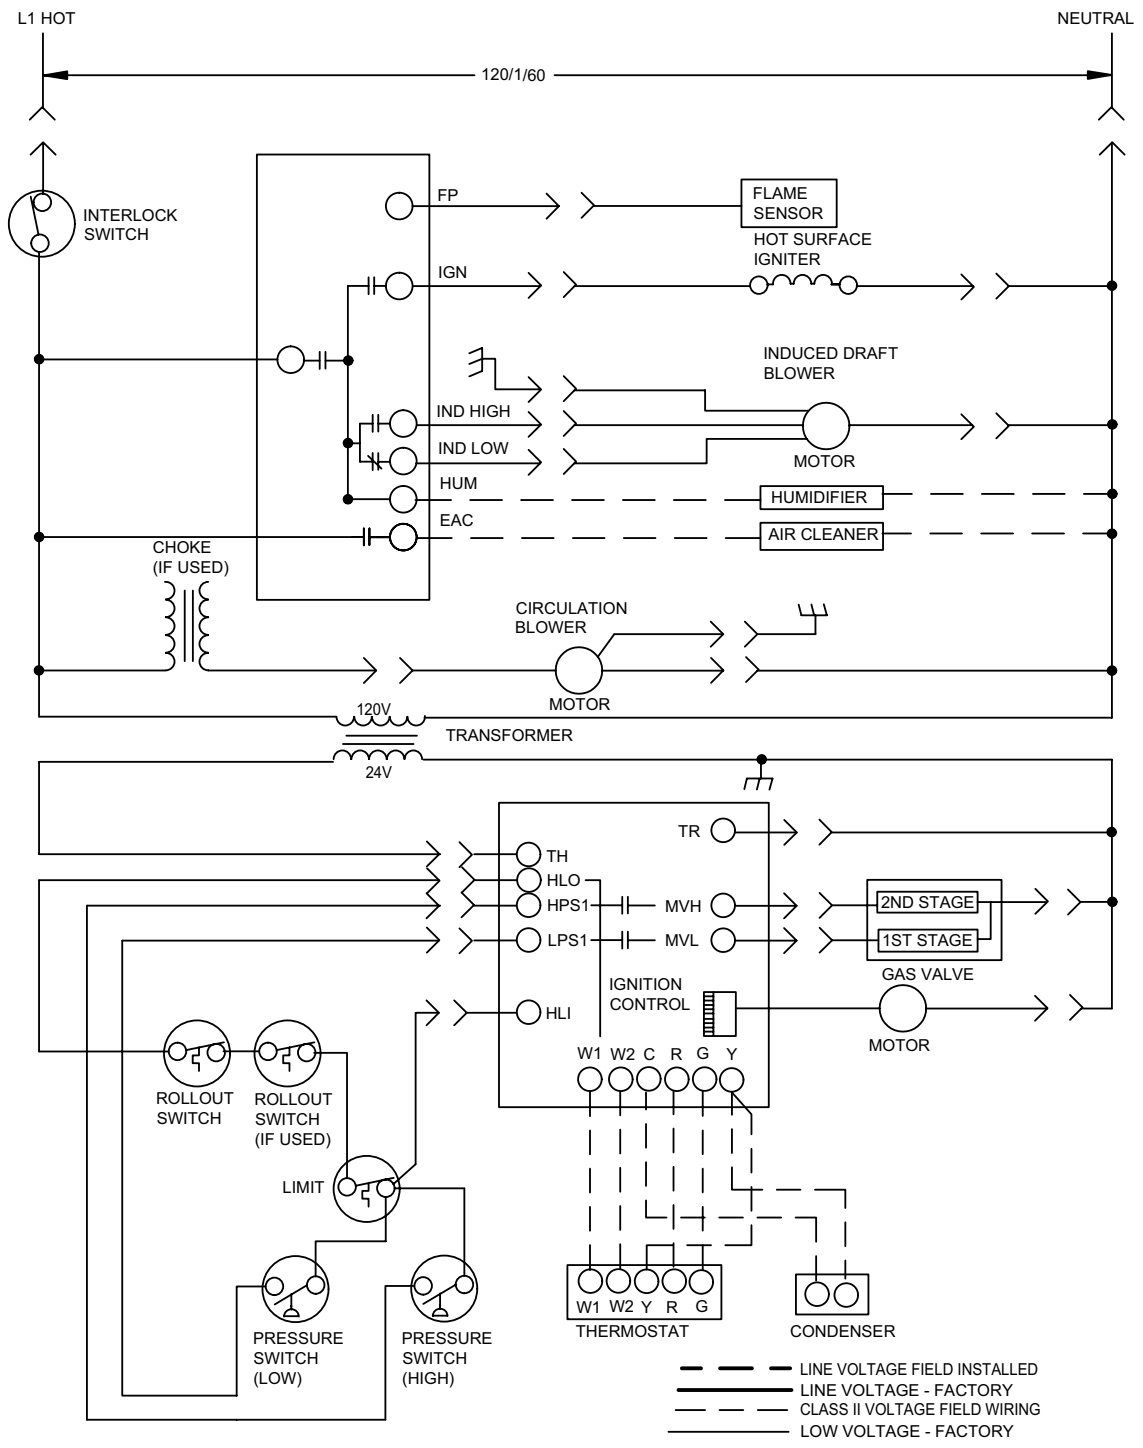 L1 HOT
NEUTRAL
120/1/60
INTERLOCK
SWITCH
FP
FLAME
SENSOR
HOT SURFACE
IGNITER
IGN
INDUCED DRAFT
BLOWER
IND HIGH
IND LOW
MOTOR
HUM
HUMIDIFIER
EAC
AIR CLEANER
CHOKE
(IF USED)
CIRCULATION
BLOWER
MOTOR
120V
TRANSFORMER
24V
TR
TH
HLO
HPS1
MVH
2ND STAGE
LPS1
MVL
1ST STAGE
GAS VALVE
IGNITION
CONTROL
HLI
MOTOR
W1 W2 C R G Y
ROLLOUT
SWITCH
ROLLOUT
SWITCH
(IF USED)
LIMIT
W1 W2 Y R G
THERMOSTAT
CONDENSER
PRESSURE
SWITCH
(LOW)
PRESSURE
SWITCH
(HIGH)
LINE VOLTAGE FIELD INSTALLED
LINE VOLTAGE - FACTORY
CLASS II VOLTAGE FIELD WIRING
LOW VOLTAGE - FACTORY